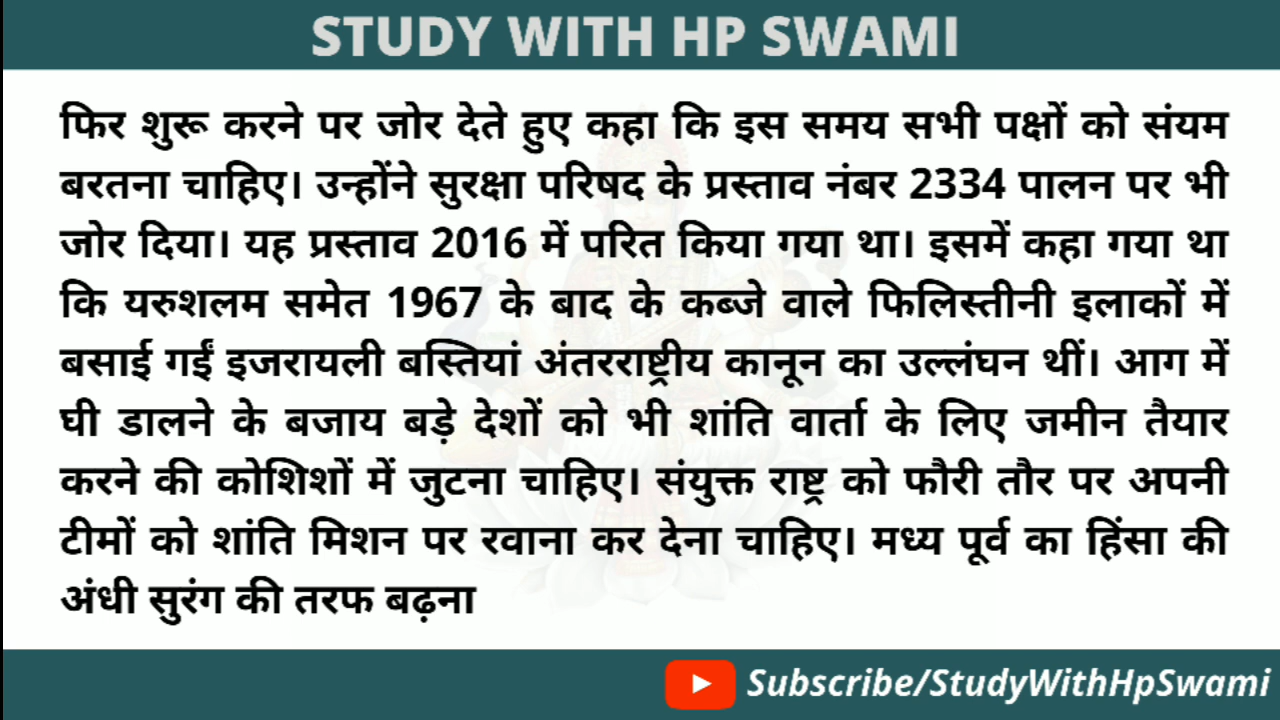 STUDY WITH HP SWAMI
फिर शुरू करने पर जोर देते हुए कहा कि इस समय सभी पक्षों को संयम
बरतना चाहिए। उन्होंने सुरक्षा परिषद के प्रस्ताव नंबर 2334 पालन पर भी
जोर दिया। यह प्रस्ताव 2016 में परित किया गया था। इसमें कहा गया था
कि यरुशलम समेत 1967 के बाद के कब्जे वाले फिलिस्तीनी इलाकों में
बसाई गईं इजरायली बस्तियां अंतरराष्ट्रीय कानून का उल्लंघन थीं। आग में
घी डालने के बजाय बड़े देशों को भी शांति वार्ता के लिए जमीन तैयार
करने की कोशिशों में जुटना चाहिए। संयुक्त राष्ट्र को फौरी तौर पर अपनी
टीमों को शांति मिशन पर रवाना कर देना चाहिए। मध्य पूर्व का हिंसा की
अंधी सुरंग की तरफ बढ़ना
Subscribe/StudyWithHpSwami